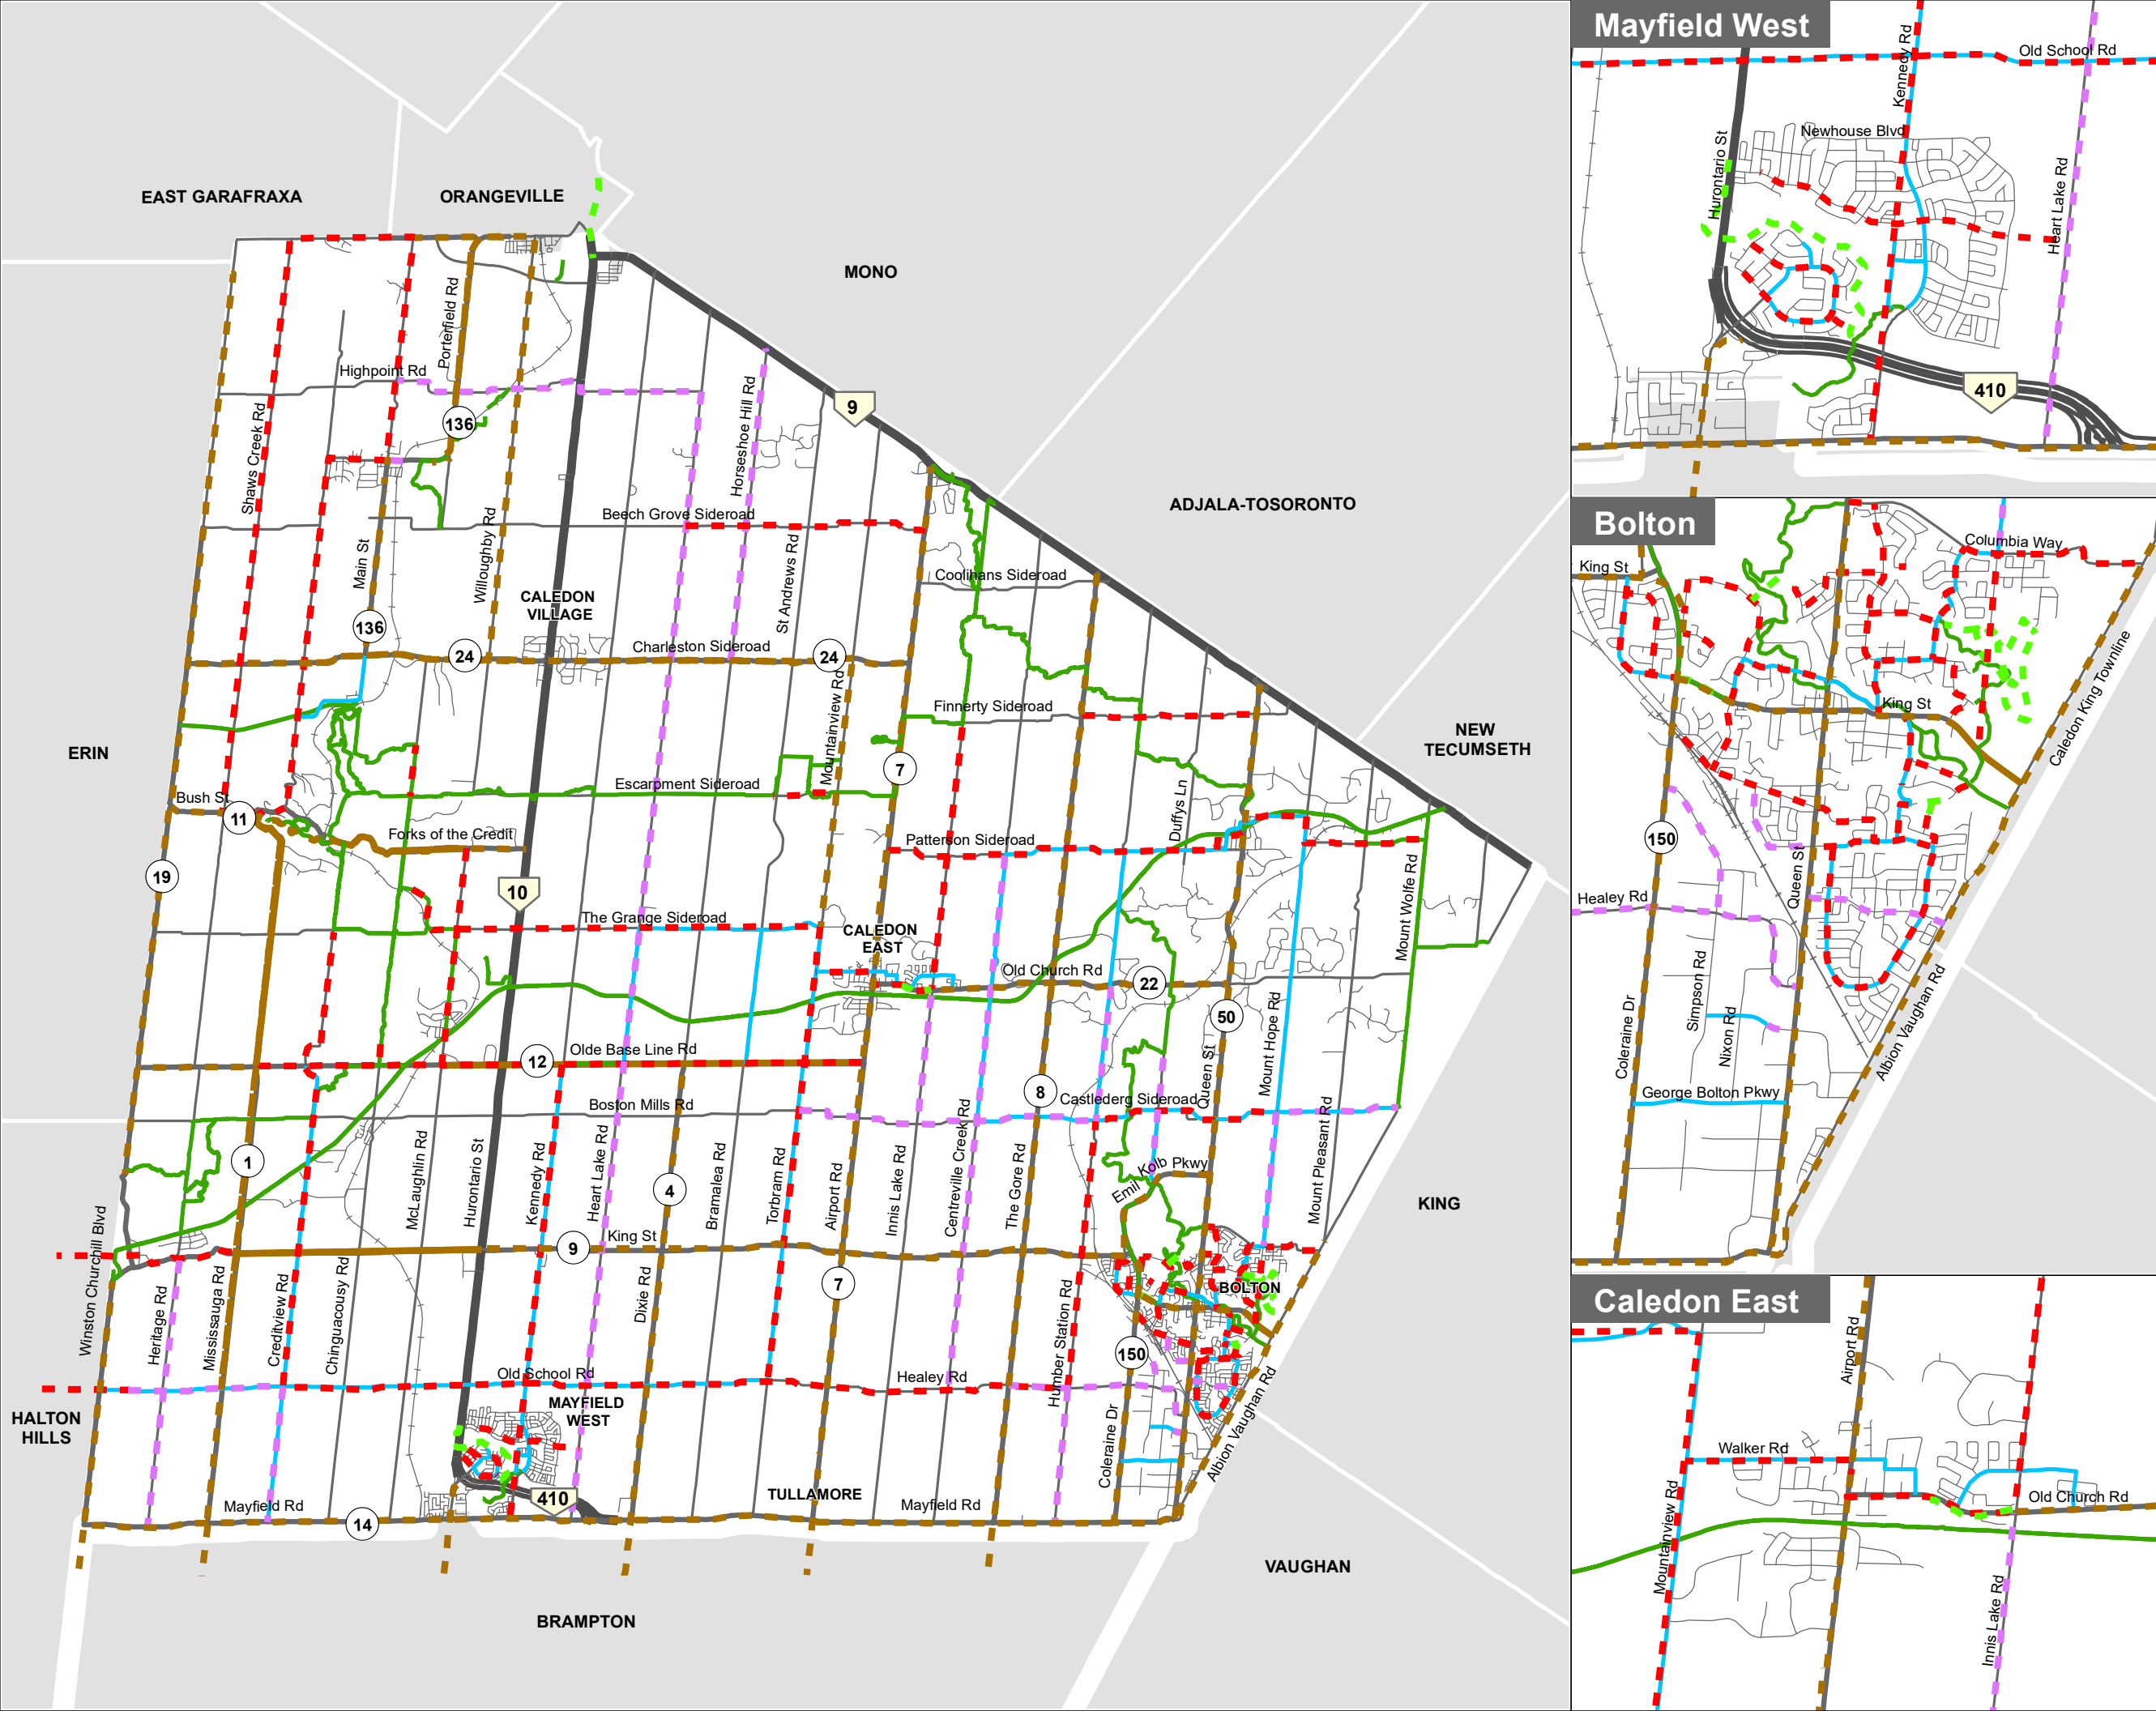 EAST GARAFRAXA
ORANGEVILLE
MONO
ADJALA-TOSORONTO
NEW
TECUMSETH
ERIN
KING
HALTON
HILLS
VAUGHAN
BRAMPTON
Porterfield Rd
Highpoint Rd
136
9
Shaws Creek Rd
Horseshoe Hill Rd
Beech Grove Sideroad
Main St
Willoughby Rd
St Andrews Rd
Coolihans Sideroad
CALEDON
VILLAGE
136
24
Charleston Sideroad
24
Mountainview Rd
Finnerty Sideroad
7
Escarpment Sideroad
Duffys Ln
Bush St
11
Forks of the Credit
Patterson Sideroad
19
10
Mount Wolfe Rd
The Grange Sideroad
CALEDON
EAST
Old Church Rd
22
50
Mount Hope Rd
12
Olde Base Line Rd
Queen St
8
Boston Mills Rd
Castlederg Sideroad
1
McLaughlin Rd
Hurontario St
Kennedy Rd
Heart Lake Rd
4
Bramalea Rd
Torbram Rd
Airport Rd
Innis Lake Rd
Centreville Creek Rd
The Gore Rd
Emil Kolb Pkwy
Mount Pleasant Rd
Winston Churchill Blvd
9
King St
Heritage Rd
Mississauga Rd
Creditview Rd
Chinguacousy Rd
Dixie Rd
7
Humber Station Rd
BOLTON
150
Old School Rd
Healey Rd
MAYFIELD
WEST
Coleraine Dr
Albion Vaughan Rd
410
TULLAMORE
Mayfield Rd
14
Mayfield Rd
Mayfield West
Kennedy Rd
Old School Rd
Newhouse Blvd
Hurontario St
Heart Lake Rd
410
Bolton
Columbia Way
King St
King St
Caledon King Townline
150
Queen St
Healey Rd
Simpson Rd
Nixon Rd
Coleraine Dr
Albion Vaughan Rd
George Bolton Pkwy
Caledon East
Airport Rd
Walker Rd
Mountainview Rd
Old Church Rd
Innis Lake Rd